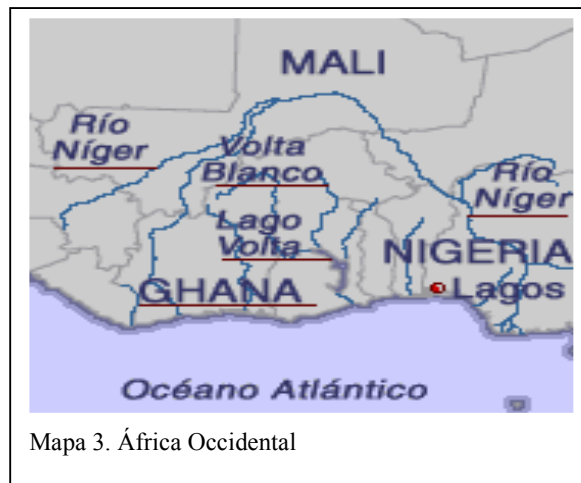 MALI
Río
Níger
Volta
Blanco
Río
Níger
Lago
Volta
NIGERIA
GHANA
Lagos
Océano Atlántico
Mapa 3. África Occidental